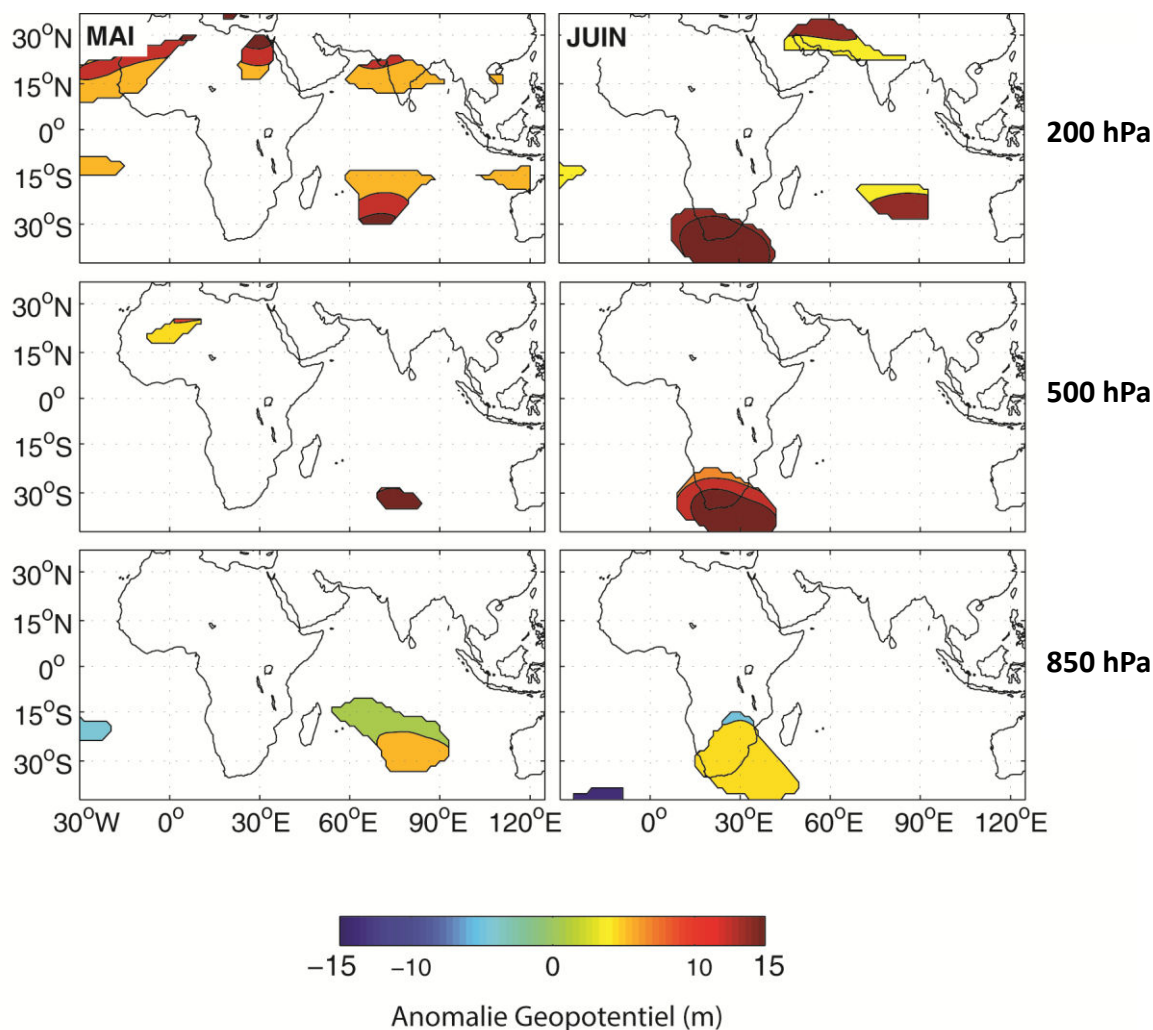 MAI
JUIN
30°N
15°N
0°
15°S
30°S
200 hPa
30°N
15°N
0°
15°S
30°S
500 hPa
30°N
15°N
0°
15°S
30°S
850 hPa
30°W 0° 30°E 60°E 90°E 120°E
0° 30°E 60°E 90°E 120°E
−15 −10 0 10 15
Anomalie Geopotentiel (m)